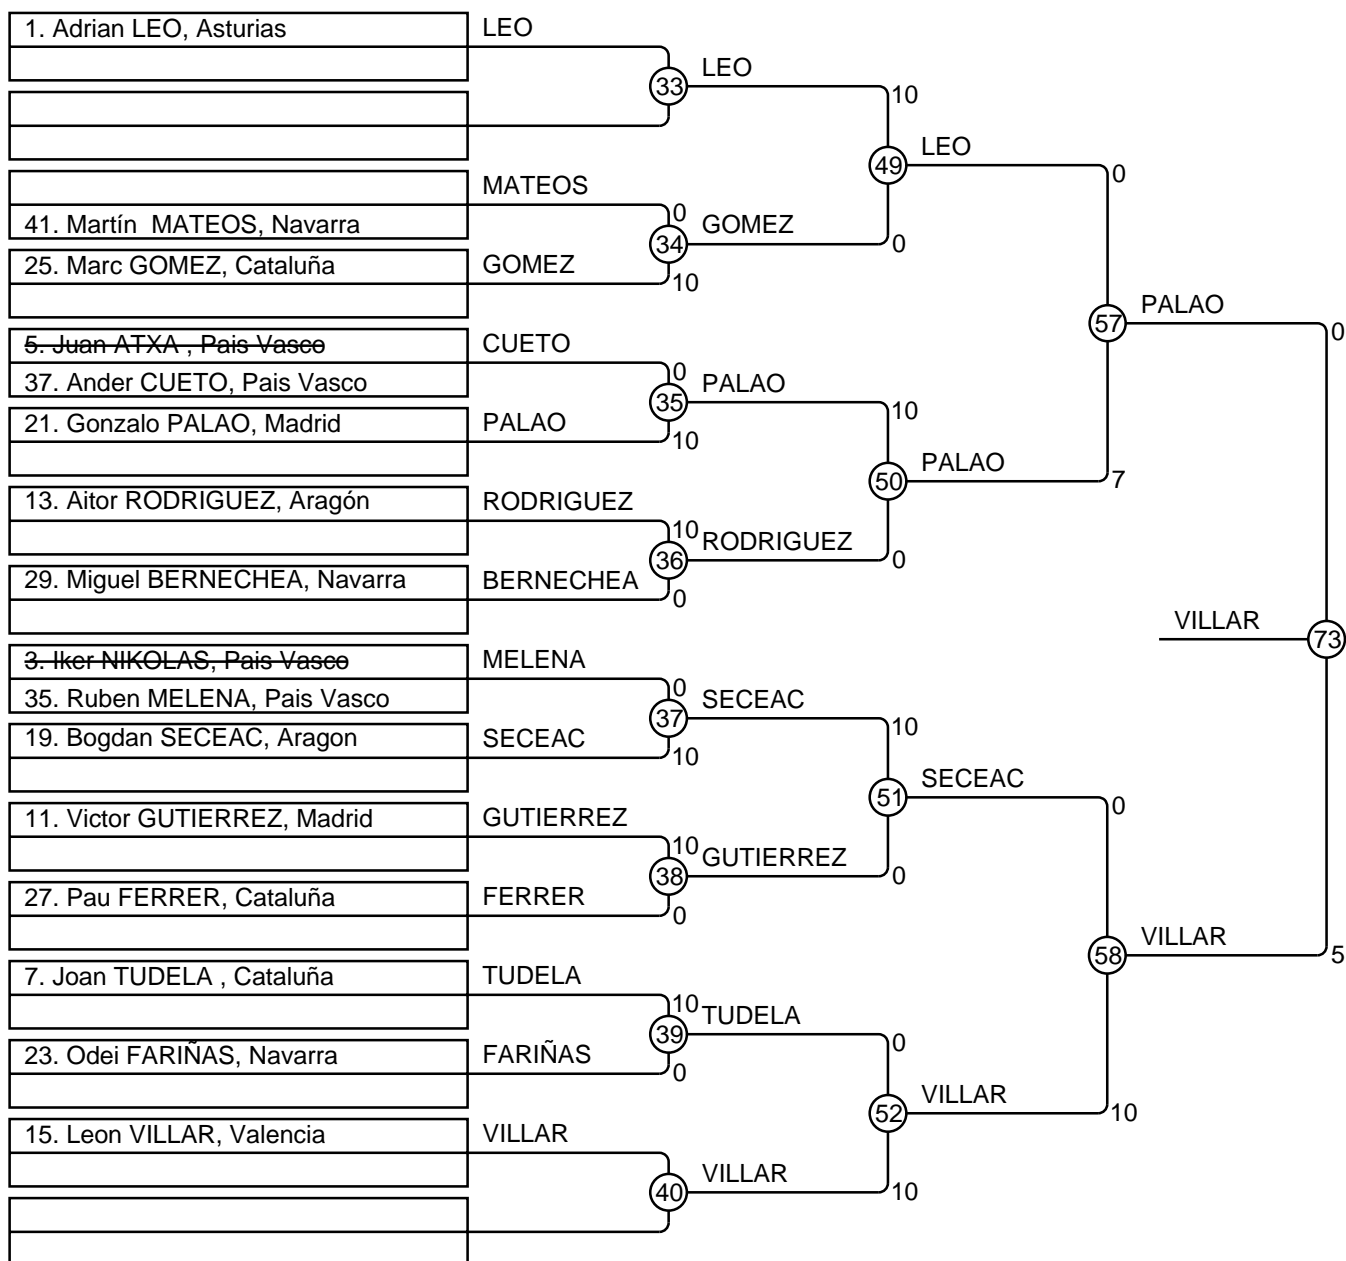 1. Adrian LEO, Asturias
LEO
33
LEO
10
49
LEO
0
MATEOS
41. Martín  MATEOS, Navarra
0
34
GOMEZ
0
25. Marc GOMEZ, Cataluña
GOMEZ
10
57
PALAO
0
5. Juan ATXA , Pais Vasco
CUETO
37. Ander CUETO, Pais Vasco
0
35
PALAO
10
21. Gonzalo PALAO, Madrid
PALAO
10
50
PALAO
7
13. Aitor RODRIGUEZ, Aragón
RODRIGUEZ
10
36
RODRIGUEZ
0
29. Miguel BERNECHEA, Navarra
BERNECHEA
0
VILLAR
73
3. Iker NIKOLAS, Pais Vasco
MELENA
35. Ruben MELENA, Pais Vasco
0
37
SECEAC
10
19. Bogdan SECEAC, Aragon
SECEAC
10
51
SECEAC
0
11. Victor GUTIERREZ, Madrid
GUTIERREZ
10
38
GUTIERREZ
0
27. Pau FERRER, Cataluña
FERRER
0
58
VILLAR
5
7. Joan TUDELA , Cataluña
TUDELA
10
39
TUDELA
0
23. Odei FARIÑAS, Navarra
FARIÑAS
0
52
VILLAR
10
15. Leon VILLAR, Valencia
VILLAR
40
VILLAR
10